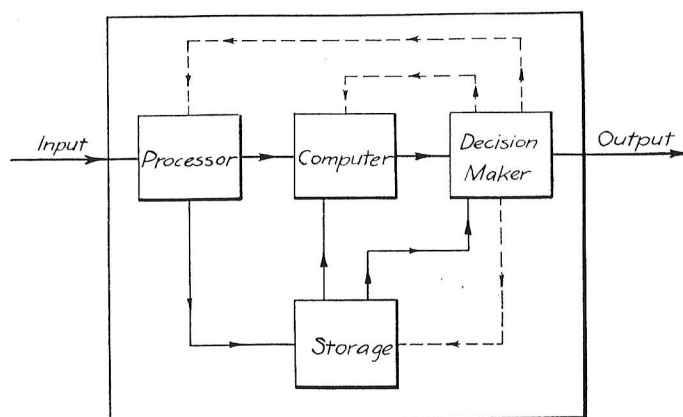 Input
Processor
Computer
Decision
Maker
Output
Storage